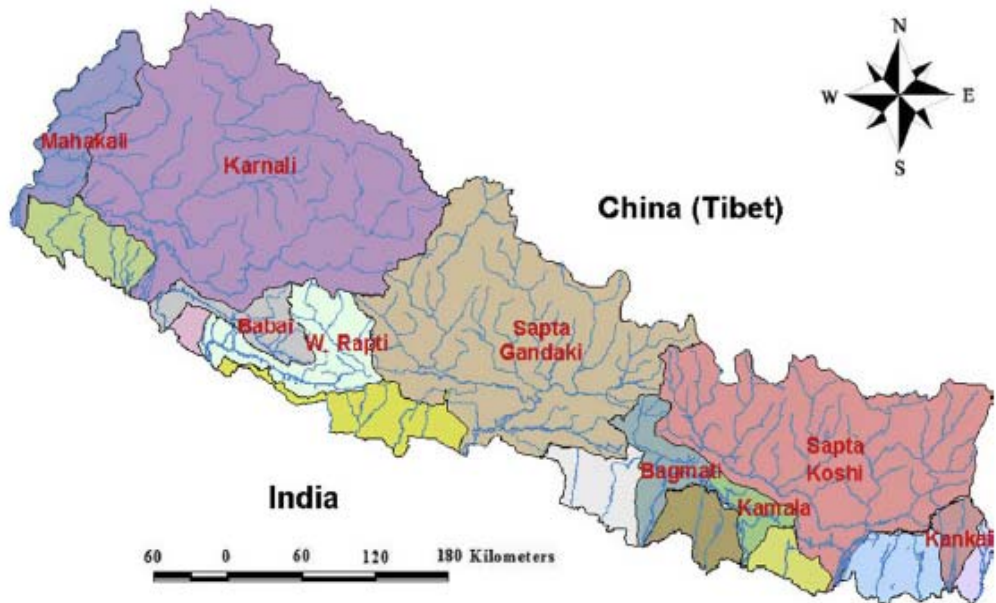 N
W E
S
Mahakali
Karnali
China (Tibet)
Babai
W. Rapti
Sapta
Gandaki
Sapta
Koshi
Bagmati
Kamala
Kankai
India
60 0 60 120 180 Kilometers